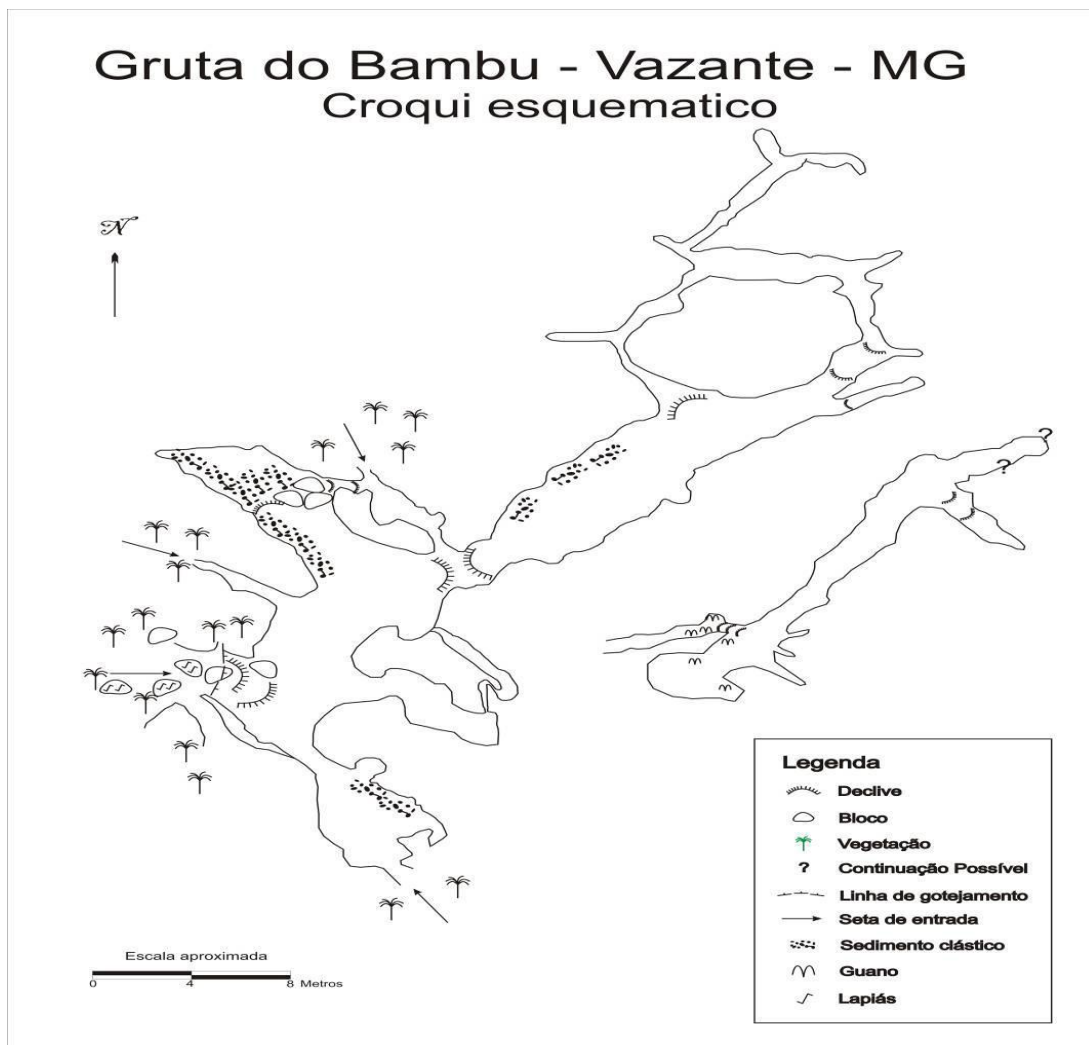 Gruta do Bambu - Vazante - MG
Croqui esquematico
N
?
?
Legenda
Declive
Bloco
Vegetação
? Continuação Possível
Linha de gotejamento
Seta de entrada
Sedimento clástico
Guano
Lapiás
Escala aproximada
0 4 8 Metros